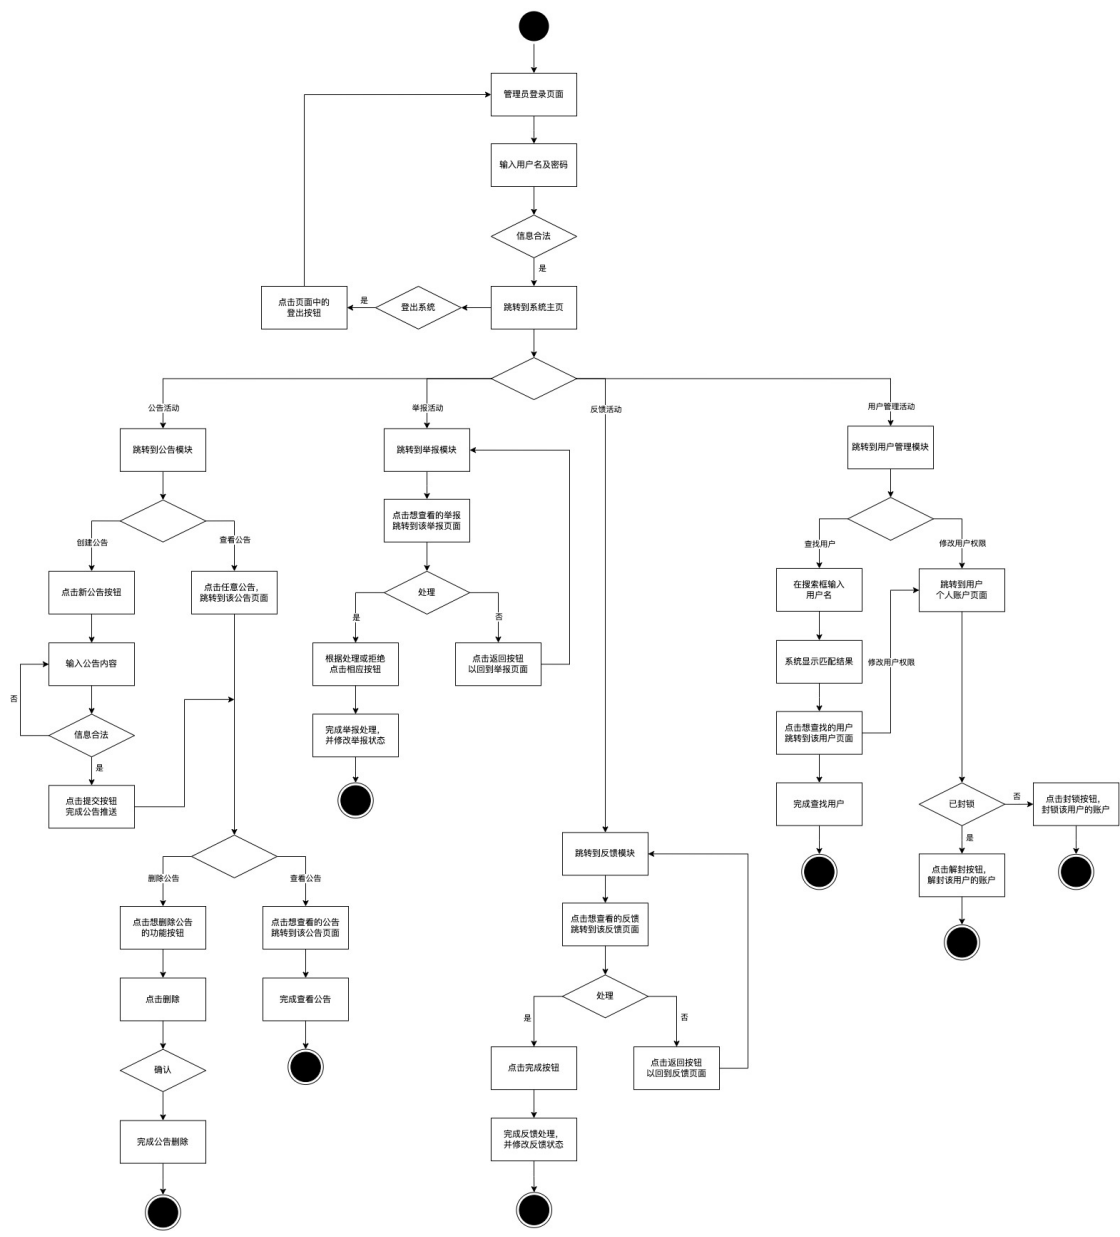 管理员登录页面
输入用户名及密码
信息合法
是
点击页面中的
登出按钮
是
登出系统
跳转到系统主页
公告活动
举报活动
反馈活动
用户管理活动
跳转到公告模块
创建公告
查看公告
点击新公告按钮
点击任意公告，
跳转到该公告页面
输入公告内容
否
信息合法
是
点击提交按钮
完成公告推送
删除公告
查看公告
点击想删除公告
的功能按钮
点击想查看的公告
跳转到该公告页面
点击删除
完成查看公告
确认
完成公告删除
跳转到举报模块
点击想查看的举报
跳转到该举报页面
处理
是
否
根据处理或拒绝
点击相应按钮
点击返回按钮
以回到举报页面
完成举报处理，
并修改举报状态
跳转到反馈模块
点击想查看的反馈
跳转到该反馈页面
处理
是
否
点击完成按钮
点击返回按钮
以回到反馈页面
完成反馈处理，
并修改反馈状态
跳转到用户管理模块
查找用户
修改用户权限
在搜索框输入
用户名
跳转到用户
个人账户页面
系统显示匹配结果
修改用户权限
点击想查找的用户
跳转到该用户页面
完成查找用户
已封锁
否
点击封锁按钮，
封锁该用户的账户
是
点击解封按钮，
解封该用户的账户